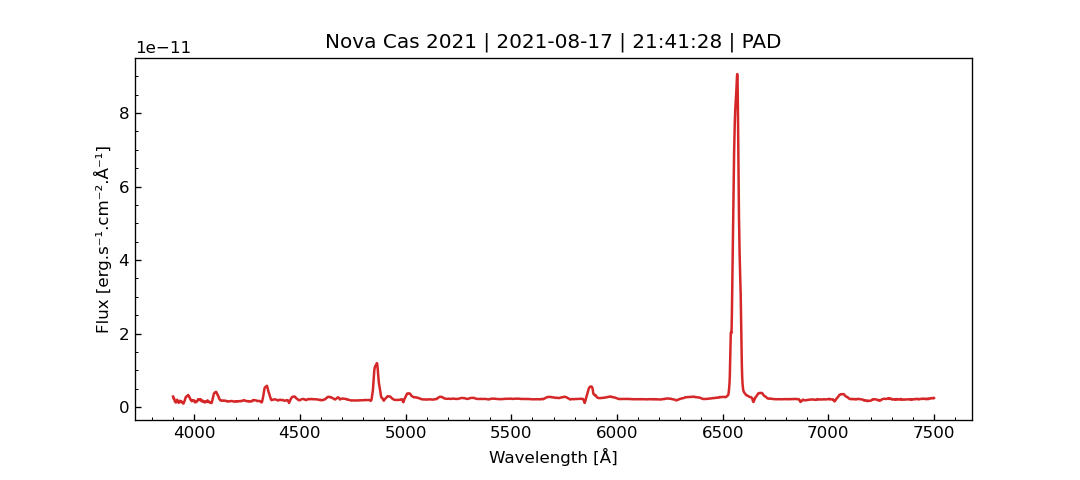 Nova Cas 2021 | 2021-08-17 | 21:41:28 | PAD
1e−11
8
6
4
2
0
Flux [erg.s⁻¹.cm⁻².Å⁻¹]
4000 4500 5000 5500 6000 6500 7000 7500
Wavelength [Å]